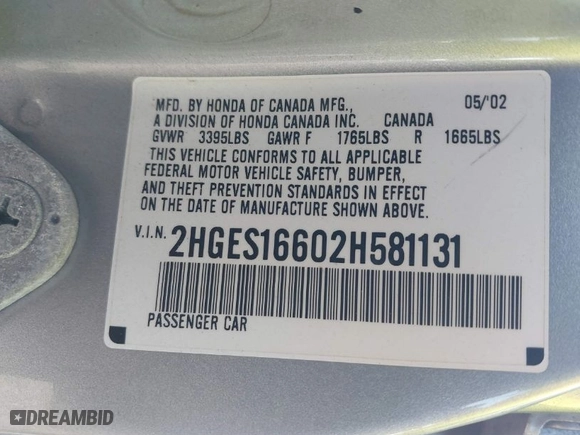 MFD. BY HONDA OF CANADA MFG., 05/'02
A DIVISION OF HONDA CANADA INC. CANADA
GVWR 3395LBS GAWR F 1765LBS R 1665LBS
THIS VEHICLE CONFORMS TO ALL APPLICABLE
FEDERAL MOTOR VEHICLE SAFETY, BUMPER,
AND THEFT PREVENTION STANDARDS IN EFFECT
ON THE DATE OF MANUFACTURE SHOWN ABOVE.
V.I.N. 2HGES16602H581131
PASSENGER CAR
DREAMBID